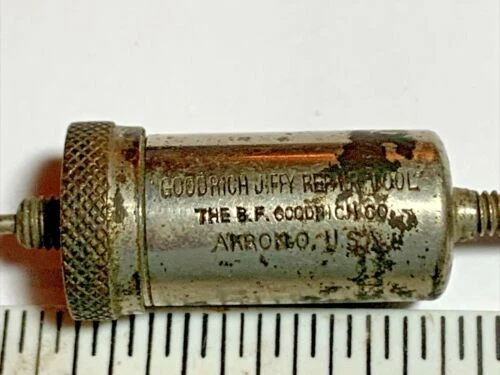 GOODRICH JIFFY REPAIR TOOL
THE B.F. GOODRICH CO.
AKRON, O., U.S.A.